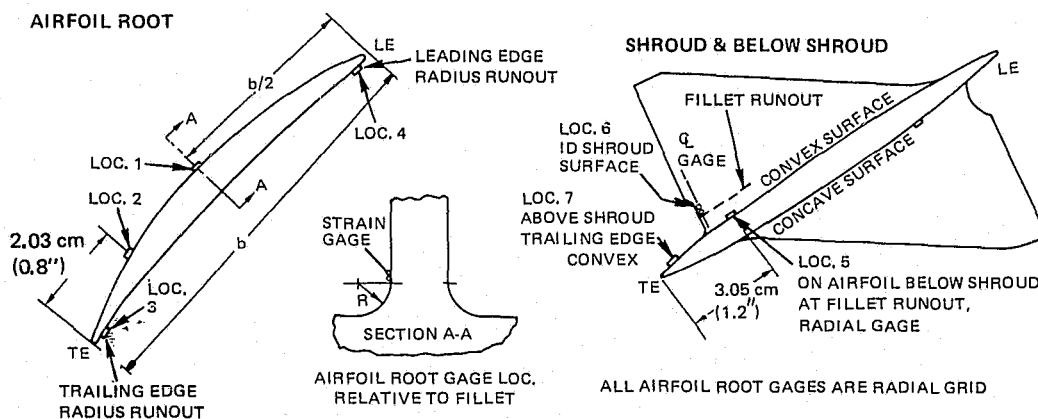 AIRFOIL ROOT
LE
LEADING EDGE
RADIUS RUNOUT
b/2
A
LOC. 4
LOC. 1
A
LOC. 2
b
2.03 cm
(0.8")
LOC.
3
TE
TRAILING EDGE
RADIUS RUNOUT
STRAIN
GAGE
R
SECTION A-A
AIRFOIL ROOT GAGE LOC.
RELATIVE TO FILLET
SHROUD & BELOW SHROUD
LE
FILLET RUNOUT
LOC. 6
ID SHROUD
SURFACE
℄
GAGE
CONVEX SURFACE
CONCAVE SURFACE
LOC. 7
ABOVE SHROUD
TRAILING EDGE
CONVEX
TE
3.05 cm
(1.2")
LOC. 5
ON AIRFOIL BELOW SHROUD
AT FILLET RUNOUT,
RADIAL GAGE
ALL AIRFOIL ROOT GAGES ARE RADIAL GRID